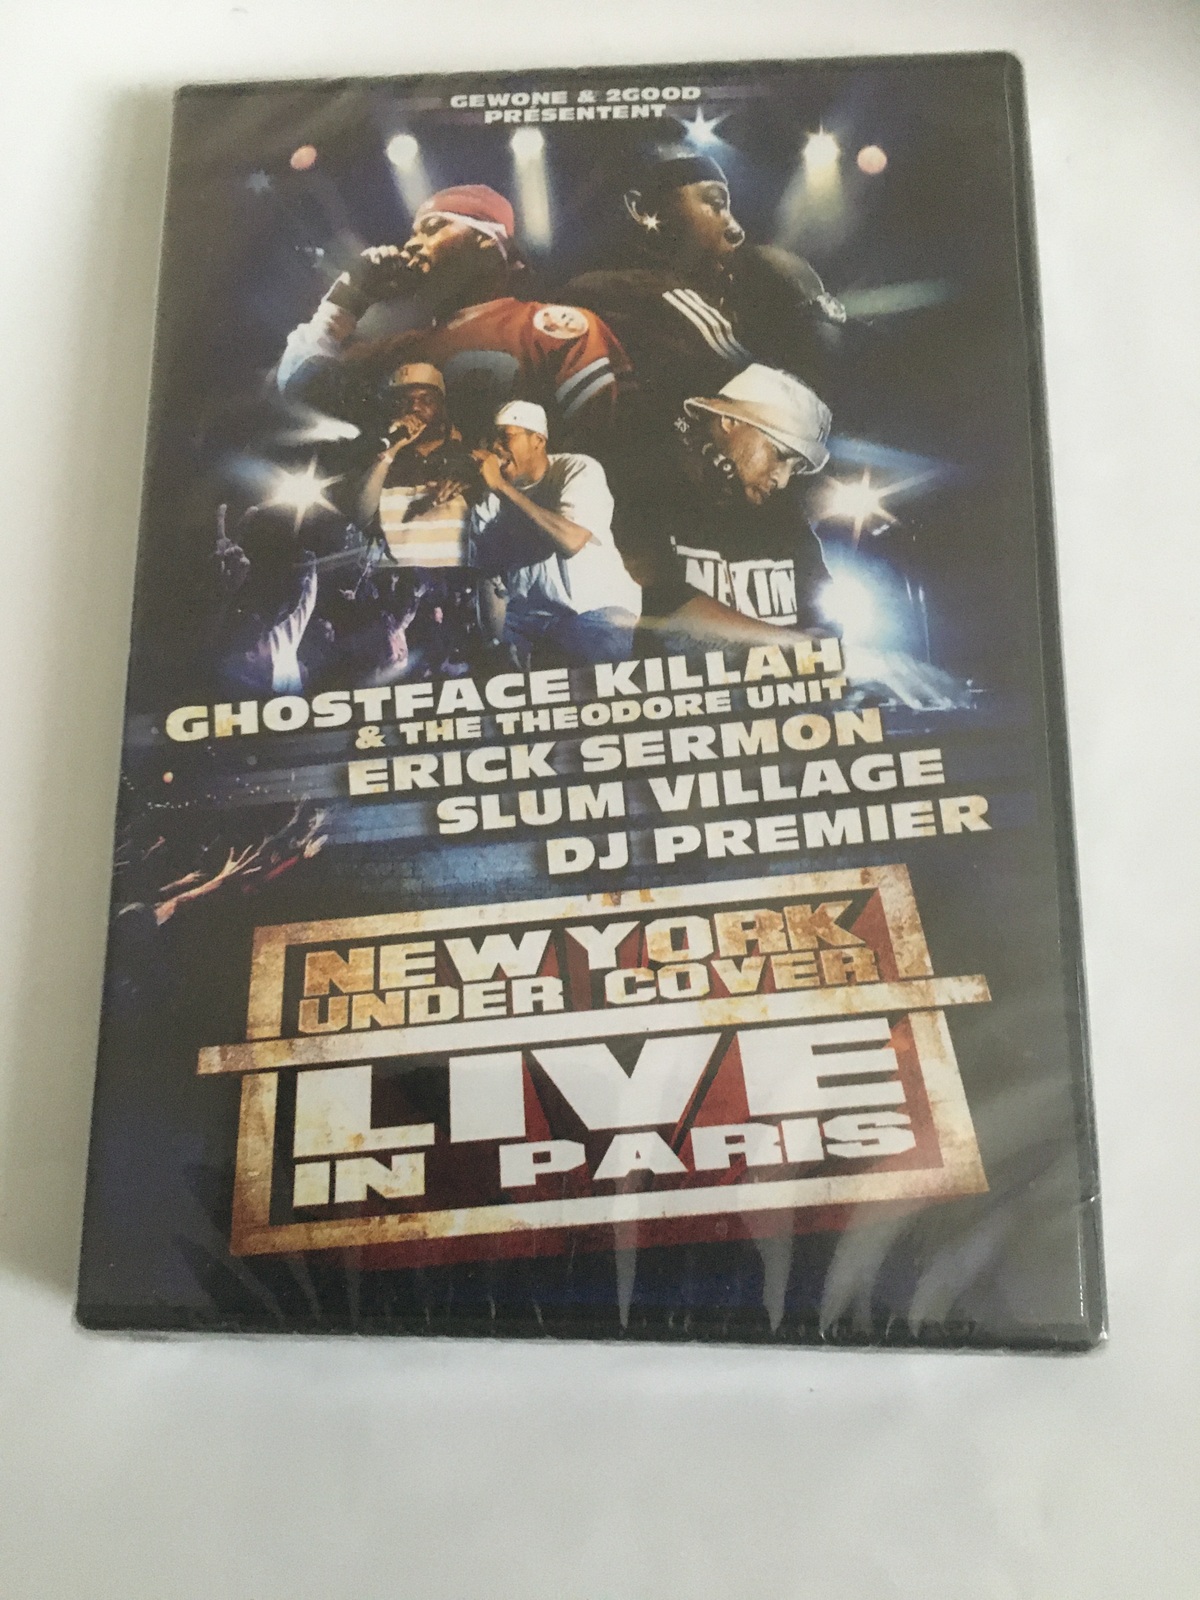 GEWONE & 2GOOD
PRÉSENTENT
GHOSTFACE KILLAH
& THE THEODORE UNIT
ERICK SERMON
SLUM VILLAGE
DJ PREMIER
NEW YORK
UNDER COVER
LIVE
IN PARIS